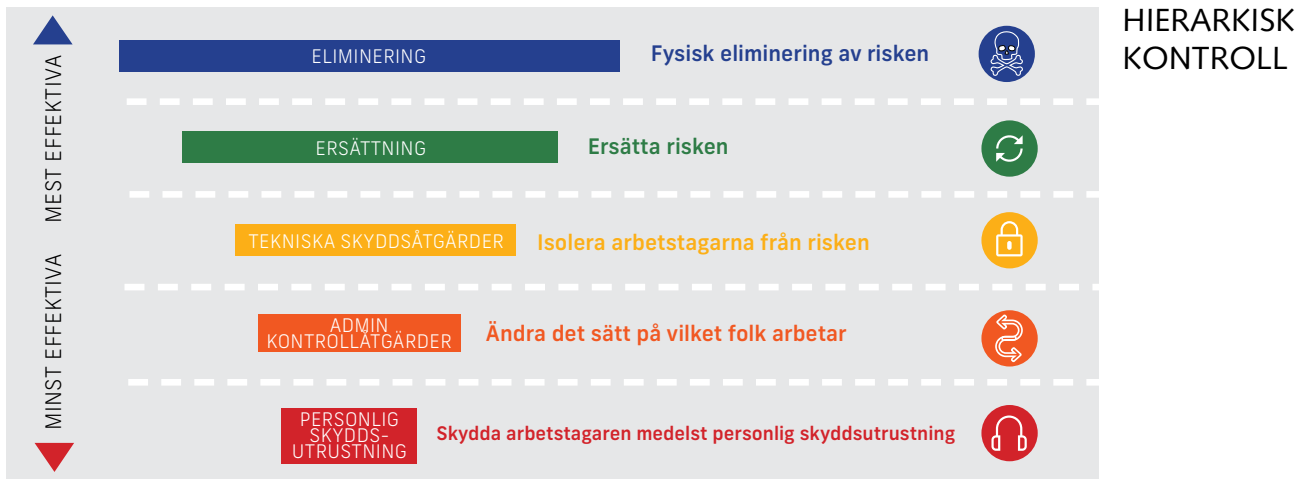 HIERARKISK
KONTROLL
MEST EFFEKTIVA
MINST EFFEKTIVA
ELIMINERING
Fysisk eliminering av risken
ERSÄTTNING
Ersätta risken
TEKNISKA SKYDDSÅTGÄRDER
Isolera arbetstagarna från risken
ADMIN
KONTROLLÅTGÄRDER
Ändra det sätt på vilket folk arbetar
PERSONLIG
SKYDDS-
UTRUSTNING
Skydda arbetstagaren medelst personlig skyddsutrustning